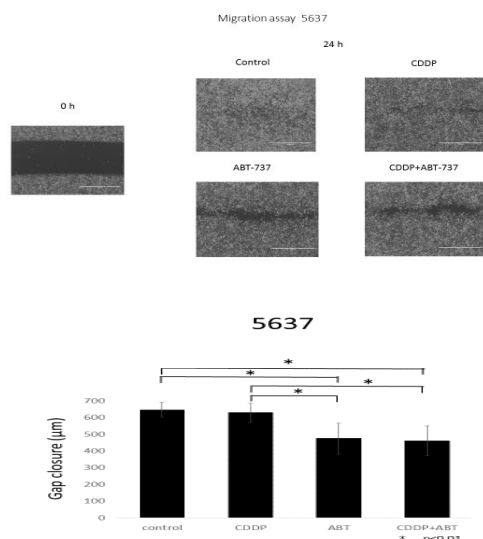 Migration assay 5637
24 h
Control
CDDP
0 h
ABT-737
CDDP+ABT-737
5637
*
*
*
*
Gap closure (μm)
700
600
500
400
300
200
100
0
control
CDDP
ABT
CDDP+ABT